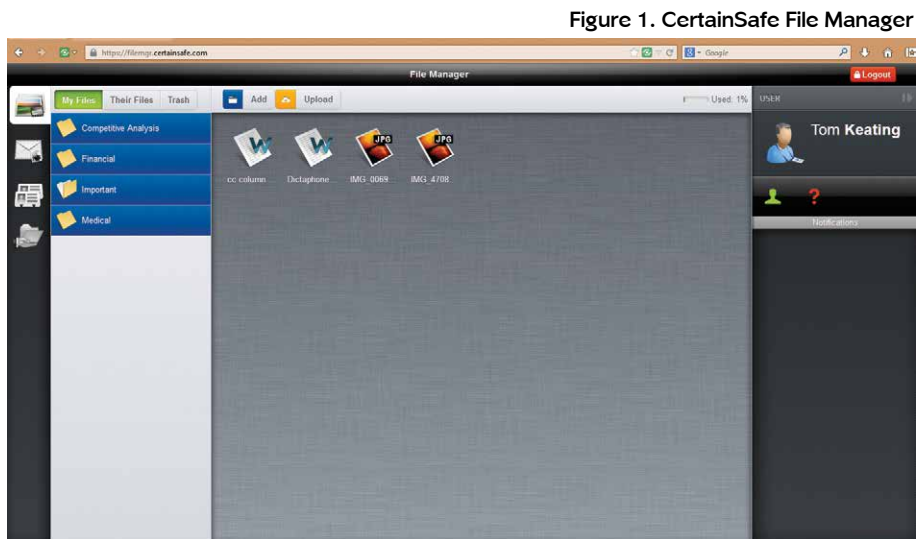 Figure 1. CertainSafe File Manager
https://filemgr.certainsafe.com
Google
File Manager
Logout
My Files Their Files Trash
Add Upload
Used: 1%
USER
Competitive Analysis
Financial
Important
Medical
cc column...
Dictaphone...
IMG_0069
IMG_4708
Tom Keating
?
Notifications
JPG
JPG